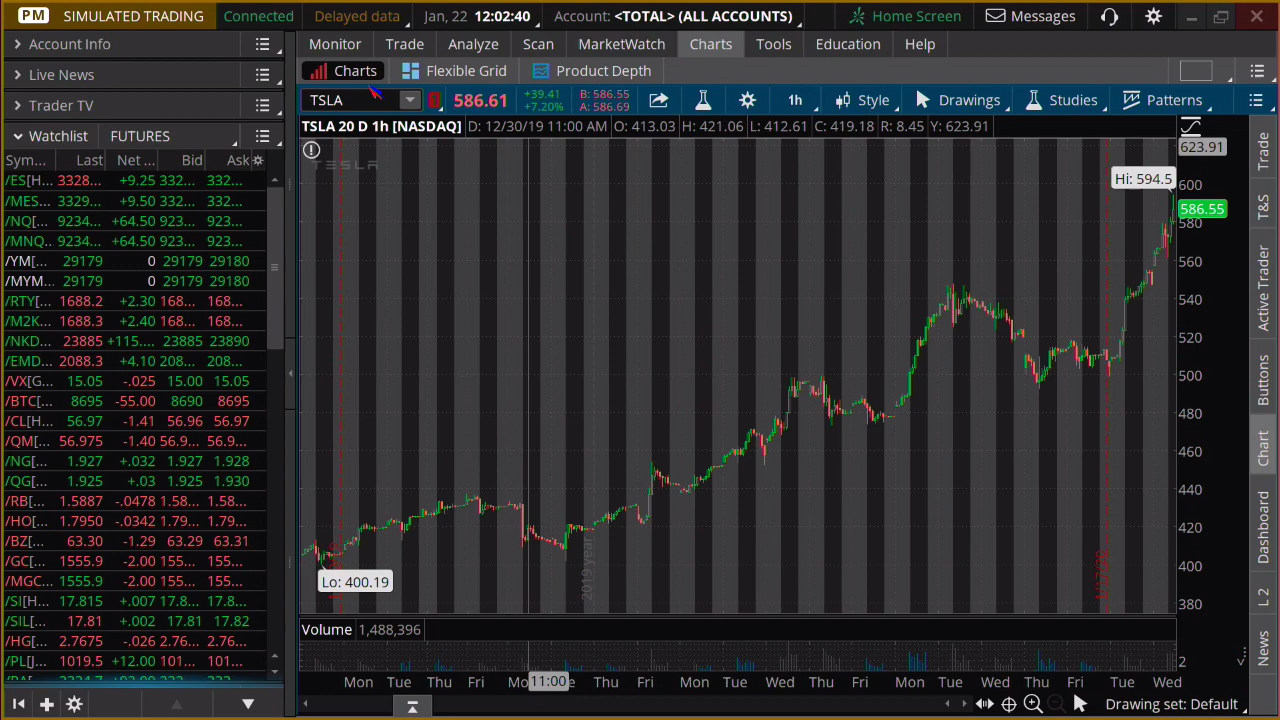 PM SIMULATED TRADING Connected Delayed data Jan, 22 12:02:40 Account: <TOTAL> (ALL ACCOUNTS) Home Screen Messages
Account Info
Live News
Trader TV
Watchlist FUTURES
Sym... Last Net ... Bid Ask
/ES[H... 3328... +9.25 332... 332...
/MES... 3329... +9.50 332... 332...
/NQ[... 9234... +64.50 923... 923...
/MNQ... 9234... +64.50 923... 923...
/YM[... 29179 0 29179 29180
/MYM... 29179 0 29179 29180
/RTY[... 1688.2 +2.30 168... 168...
/M2K... 1688.3 +2.40 168... 168...
/NKD... 23885 +115.... 23885 23890
/EMD... 2088.3 +4.10 208... 208...
/VX[G... 15.05 -.025 15.00 15.05
/BTC[... 8695 -55.00 8690 8695
/CL[H... 56.97 -1.41 56.96 56.97
/QM[... 56.975 -1.40 56.9... 56.9...
/NG[... 1.927 +.032 1.927 1.928
/QG[... 1.925 +.03 1.925 1.930
/RB[... 1.5887 -.0478 1.58... 1.58...
/HO[... 1.7950 -.0342 1.79... 1.79...
/BZ[... 63.30 -1.29 63.29 63.31
/GC[... 1555.9 -2.00 155... 155...
/MGC... 1555.9 -2.00 155... 155...
/SI[H... 17.815 +.007 17.8... 17.8...
/SIL[... 17.81 +.002 17.81 17.82
/HG[... 2.7675 -.026 2.76... 2.76...
/PL[J... 1019.5 +12.00 101... 101...
Monitor Trade Analyze Scan MarketWatch Charts Tools Education Help
Charts Flexible Grid Product Depth
TSLA 586.61 +39.41 +7.20% B: 586.55 A: 586.69 1h Style Drawings Studies Patterns
TSLA 20 D 1h [NASDAQ] D: 12/30/19 11:00 AM O: 413.03 H: 421.06 L: 412.61 C: 419.18 R: 8.45 Y: 623.91
TESLA
623.91
Hi: 594.5
600
586.55
580
560
540
520
500
480
460
440
420
400
380
Lo: 400.19
2019 year
Volume 1,488,396
2
Mon Tue Thu Fri Mo 11:00 e Thu Fri Mon Tue Wed Thu Fri Mon Tue Wed Thu Fri Tue Wed
Drawing set: Default
Trade
T&S
Active Trader
Buttons
Chart
Dashboard
L 2
News